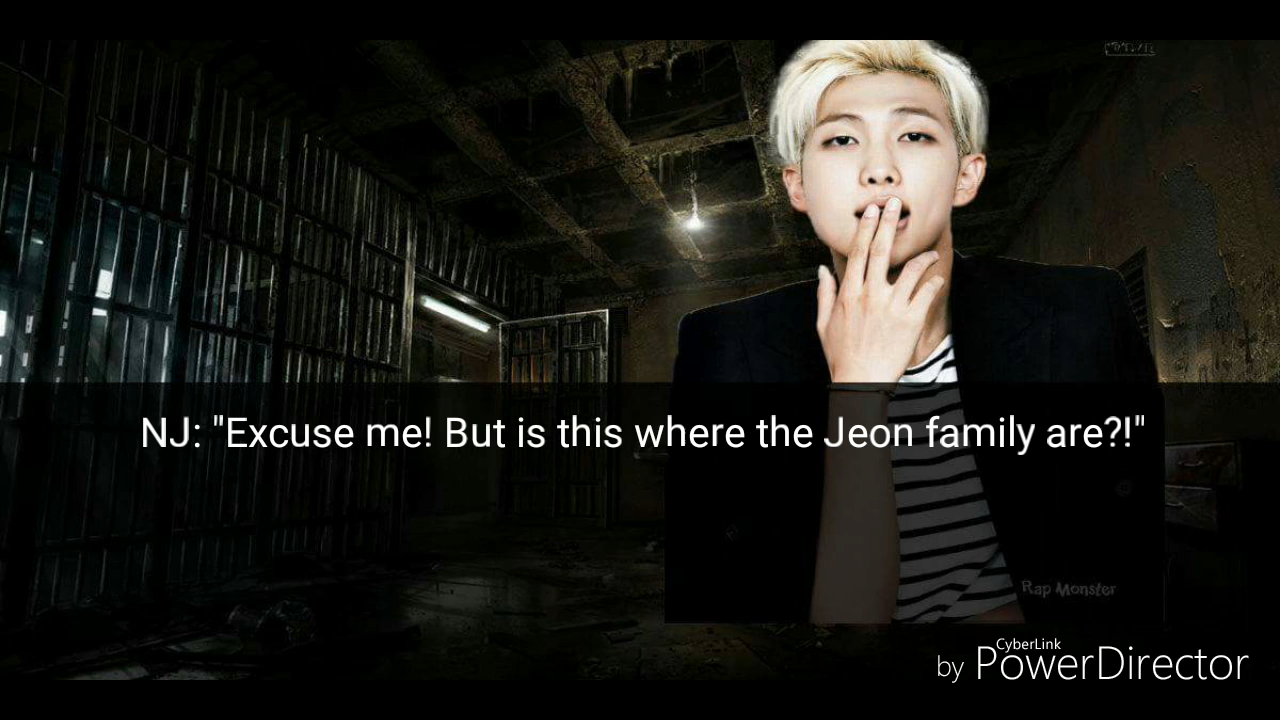 NJ: "Excuse me! But is this where the Jeon family are?!"
Rap Monster
CyberLink
by PowerDirector